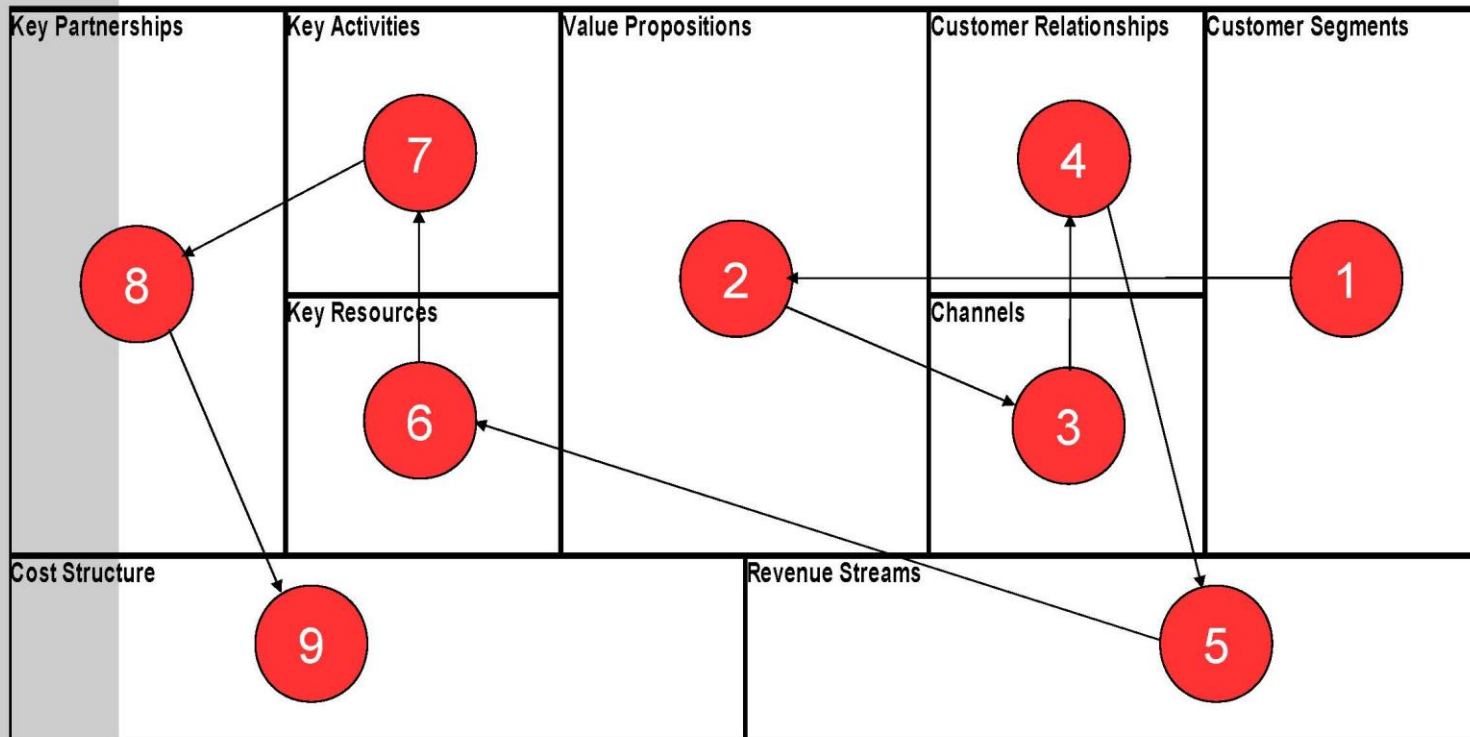 Key Partnerships
Key Activities
Value Propositions
Customer Relationships
Customer Segments
7
4
8
2
1
Key Resources
Channels
6
3
Cost Structure
Revenue Streams
9
5